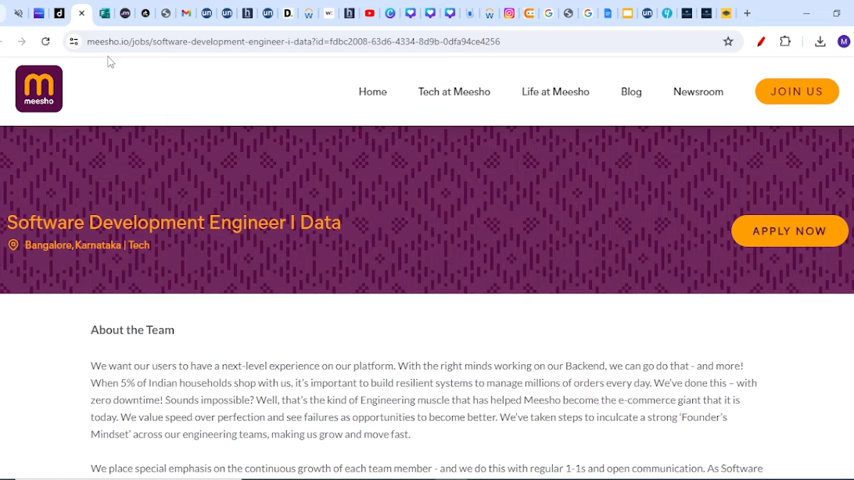 meesho.io/jobs/software-development-engineer-i-data?id=fdbc2008-63d6-4334-8d9b-0dfa94ce4256
M
meesho
Home
Tech at Meesho
Life at Meesho
Blog
Newsroom
JOIN US
Software Development Engineer I Data
Bangalore,Karnataka | Tech
APPLY NOW
About the Team
We want our users to have a next-level experience on our platform. With the right minds working on our Backend, we can go do that - and more!
When 5% of Indian households shop with us, it's important to build resilient systems to manage millions of orders every day. We've done this – with
zero downtime! Sounds impossible? Well, that's the kind of Engineering muscle that has helped Meesho become the e-commerce giant that it is
today. We value speed over perfection and see failures as opportunities to become better. We've taken steps to inculcate a strong 'Founder's
Mindset' across our engineering teams, making us grow and move fast.
We place special emphasis on the continuous growth of each team member - and we do this with regular 1-1s and open communication. As Software